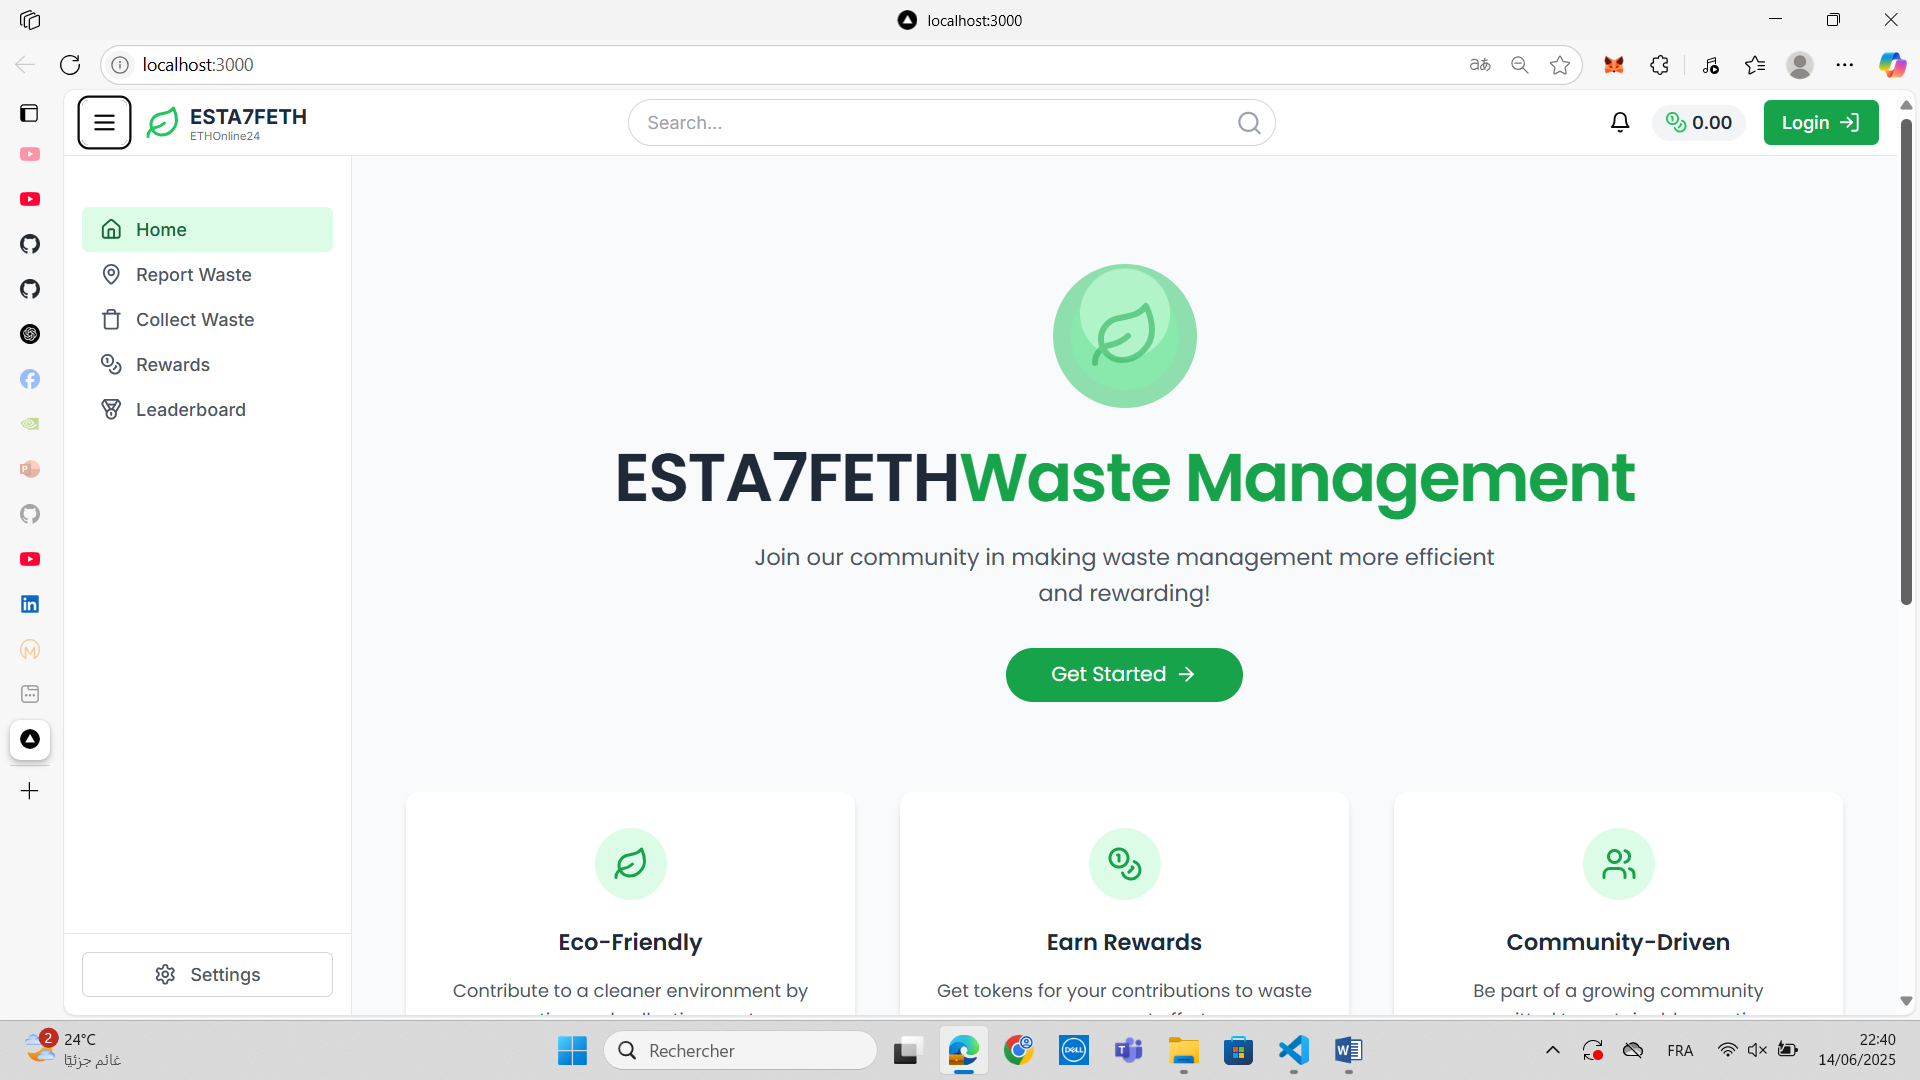 localhost:3000
localhost:3000
ESTA7FETH
ETHOnline24
Search...
0.00
Login
Home
Report Waste
Collect Waste
Rewards
Leaderboard
Settings
ESTA7FETHWaste Management
Join our community in making waste management more efficient
and rewarding!
Get Started
Eco-Friendly
Contribute to a cleaner environment by
Earn Rewards
Get tokens for your contributions to waste
Community-Driven
Be part of a growing community
2
24°C
غائم جزئيًا
Rechercher
DELL
FRA
22:40
14/06/2025